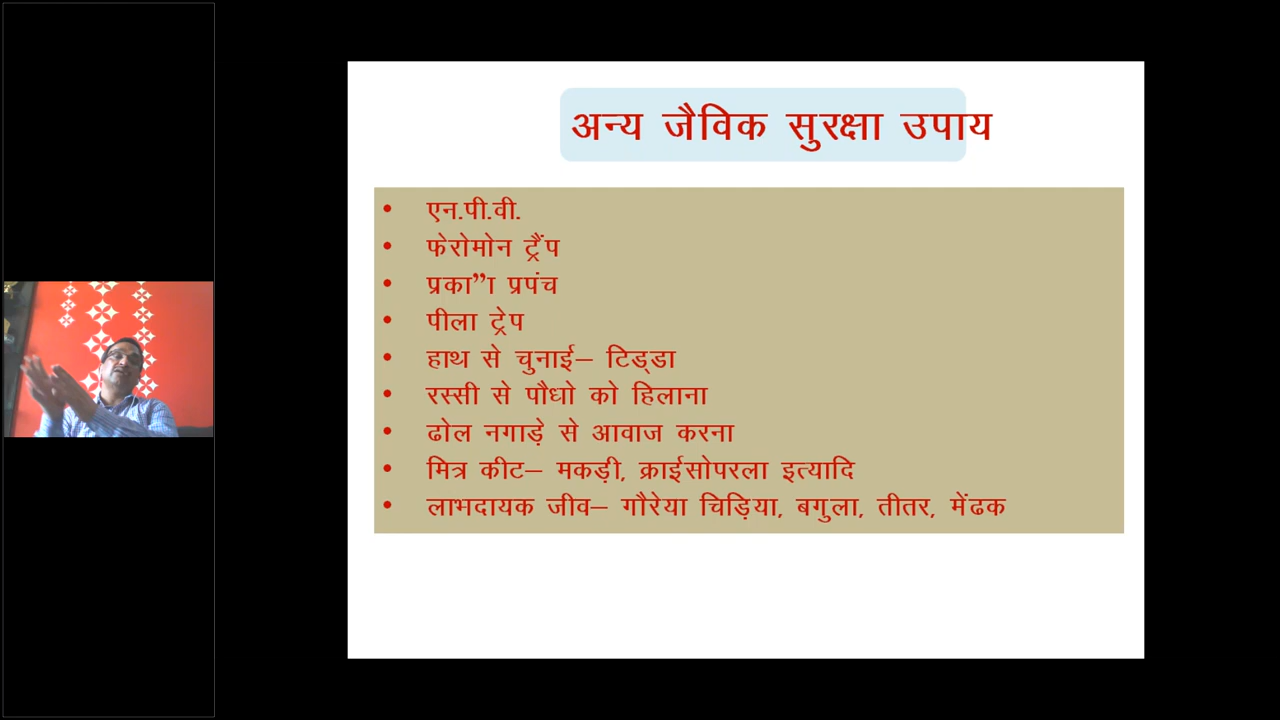 अन्य जैविक सुरक्षा उपाय
• एन.पी.वी.
• फेरोमोन ट्रैंप
• प्रका”ा प्रपंच
• पीला ट्रेप
• हाथ से चुनाई– टिड्डा
• रस्सी से पौधो को हिलाना
• ढोल नगाड़े से आवाज करना
• मित्र कीट– मकड़ी, क्राईसोपरला इत्यादि
• लाभदायक जीव– गौरेया चिड़िया, बगुला, तीतर, मेंढक